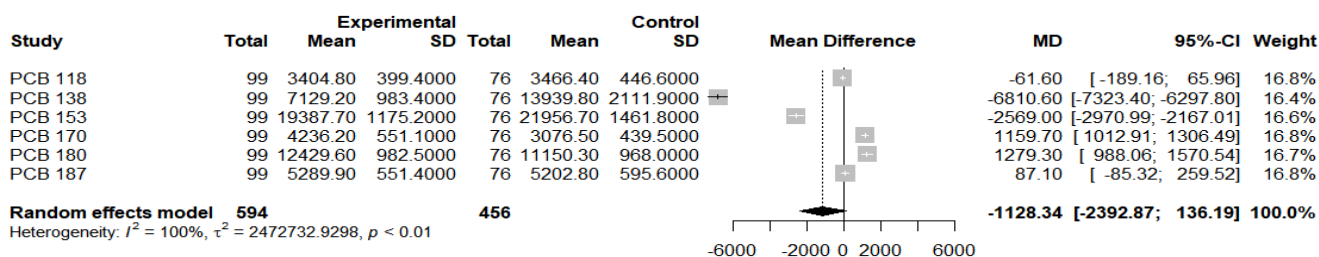 Experimental Control
Study Total Mean SD Total Mean SD Mean Difference MD 95%-CI Weight
PCB 118 99 3404.80 399.4000 76 3466.40 446.6000 -61.60 [ -189.16; 65.96] 16.8%
PCB 138 99 7129.20 983.4000 76 13939.80 2111.9000 -6810.60 [-7323.40; -6297.80] 16.4%
PCB 153 99 19387.70 1175.2000 76 21956.70 1461.8000 -2569.00 [-2970.99; -2167.01] 16.6%
PCB 170 99 4236.20 551.1000 76 3076.50 439.5000 1159.70 [ 1012.91; 1306.49] 16.8%
PCB 180 99 12429.60 982.5000 76 11150.30 968.0000 1279.30 [ 988.06; 1570.54] 16.7%
PCB 187 99 5289.90 551.4000 76 5202.80 595.6000 87.10 [ -85.32; 259.52] 16.8%
Random effects model 594 456 -1128.34 [-2392.87; 136.19] 100.0%
Heterogeneity: I² = 100%, τ² = 2472732.9298, p < 0.01
-6000 -2000 0 2000 6000